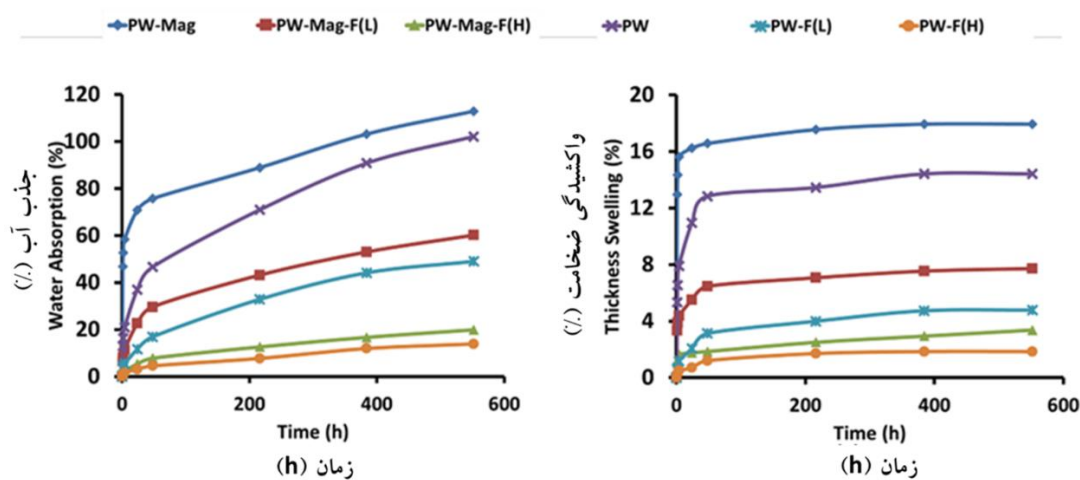 PW-Mag PW-Mag-F(L) PW-Mag-F(H) PW PW-F(L) PW-F(H)
جذب آب (٪)
Water Absorption (%)
120
100
80
60
40
20
0
0 200 400 600
Time (h)
زمان (h)
واکشیدگی ضخامت (٪)
Thickness Swelling (%)
20
16
12
8
4
0
0 200 400 600
Time (h)
زمان (h)